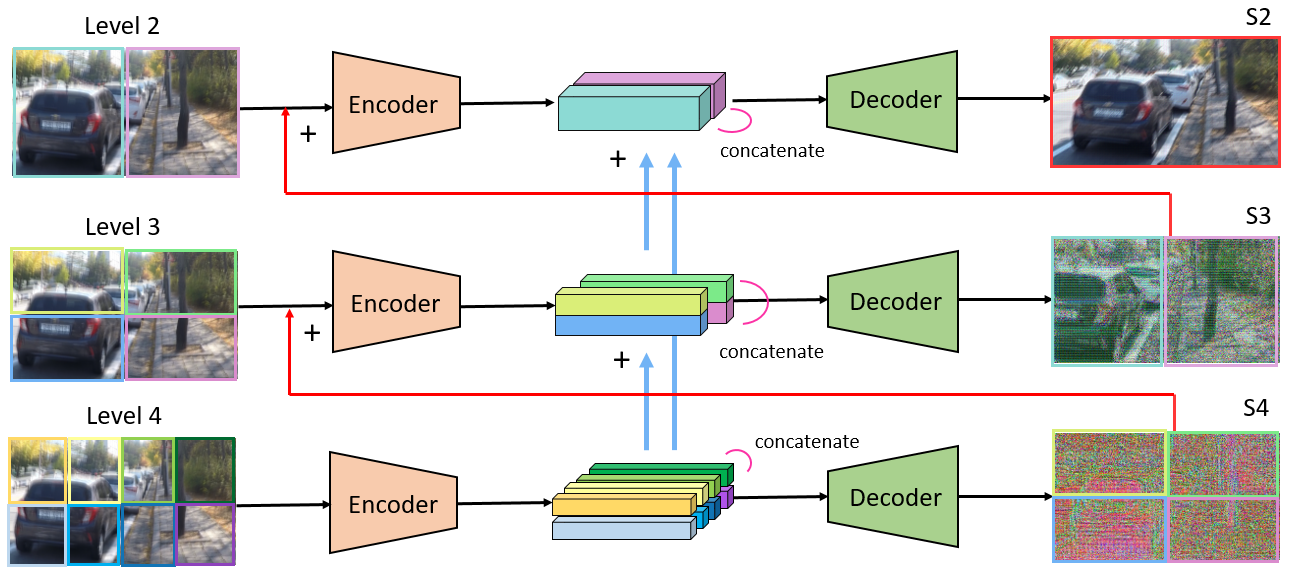 Level 2
S2
Encoder
Decoder
+
concatenate
+
Level 3
S3
Encoder
Decoder
+
concatenate
+
Level 4
S4
concatenate
Encoder
Decoder